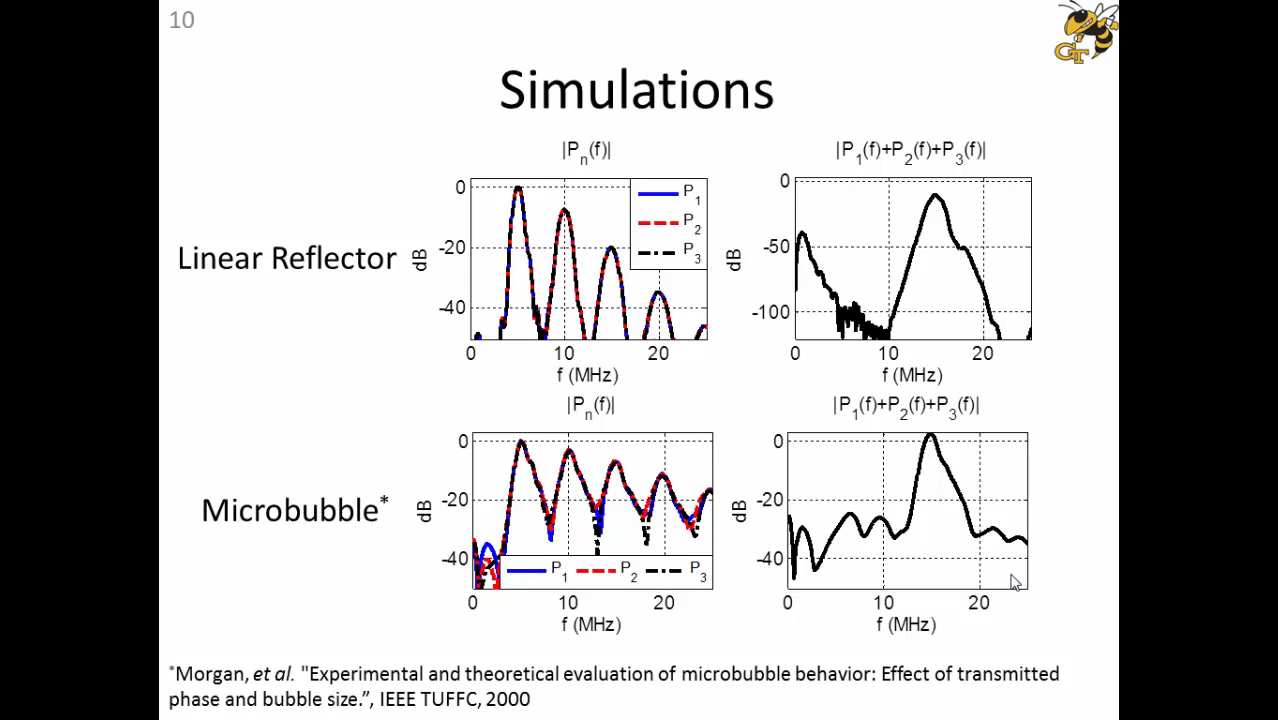 10
GT
Simulations
|Pn(f)|
|P1(f)+P2(f)+P3(f)|
Linear Reflector
dB
0
-20
-40
P1
P2
P3
0 10 20
f (MHz)
dB
0
-50
-100
0 10 20
f (MHz)
|Pn(f)|
|P1(f)+P2(f)+P3(f)|
Microbubble*
dB
0
-20
-40
P1 P2 P3
0 10 20
f (MHz)
dB
0
-20
-40
0 10 20
f (MHz)
*Morgan, et al. "Experimental and theoretical evaluation of microbubble behavior: Effect of transmitted
phase and bubble size.”, IEEE TUFFC, 2000